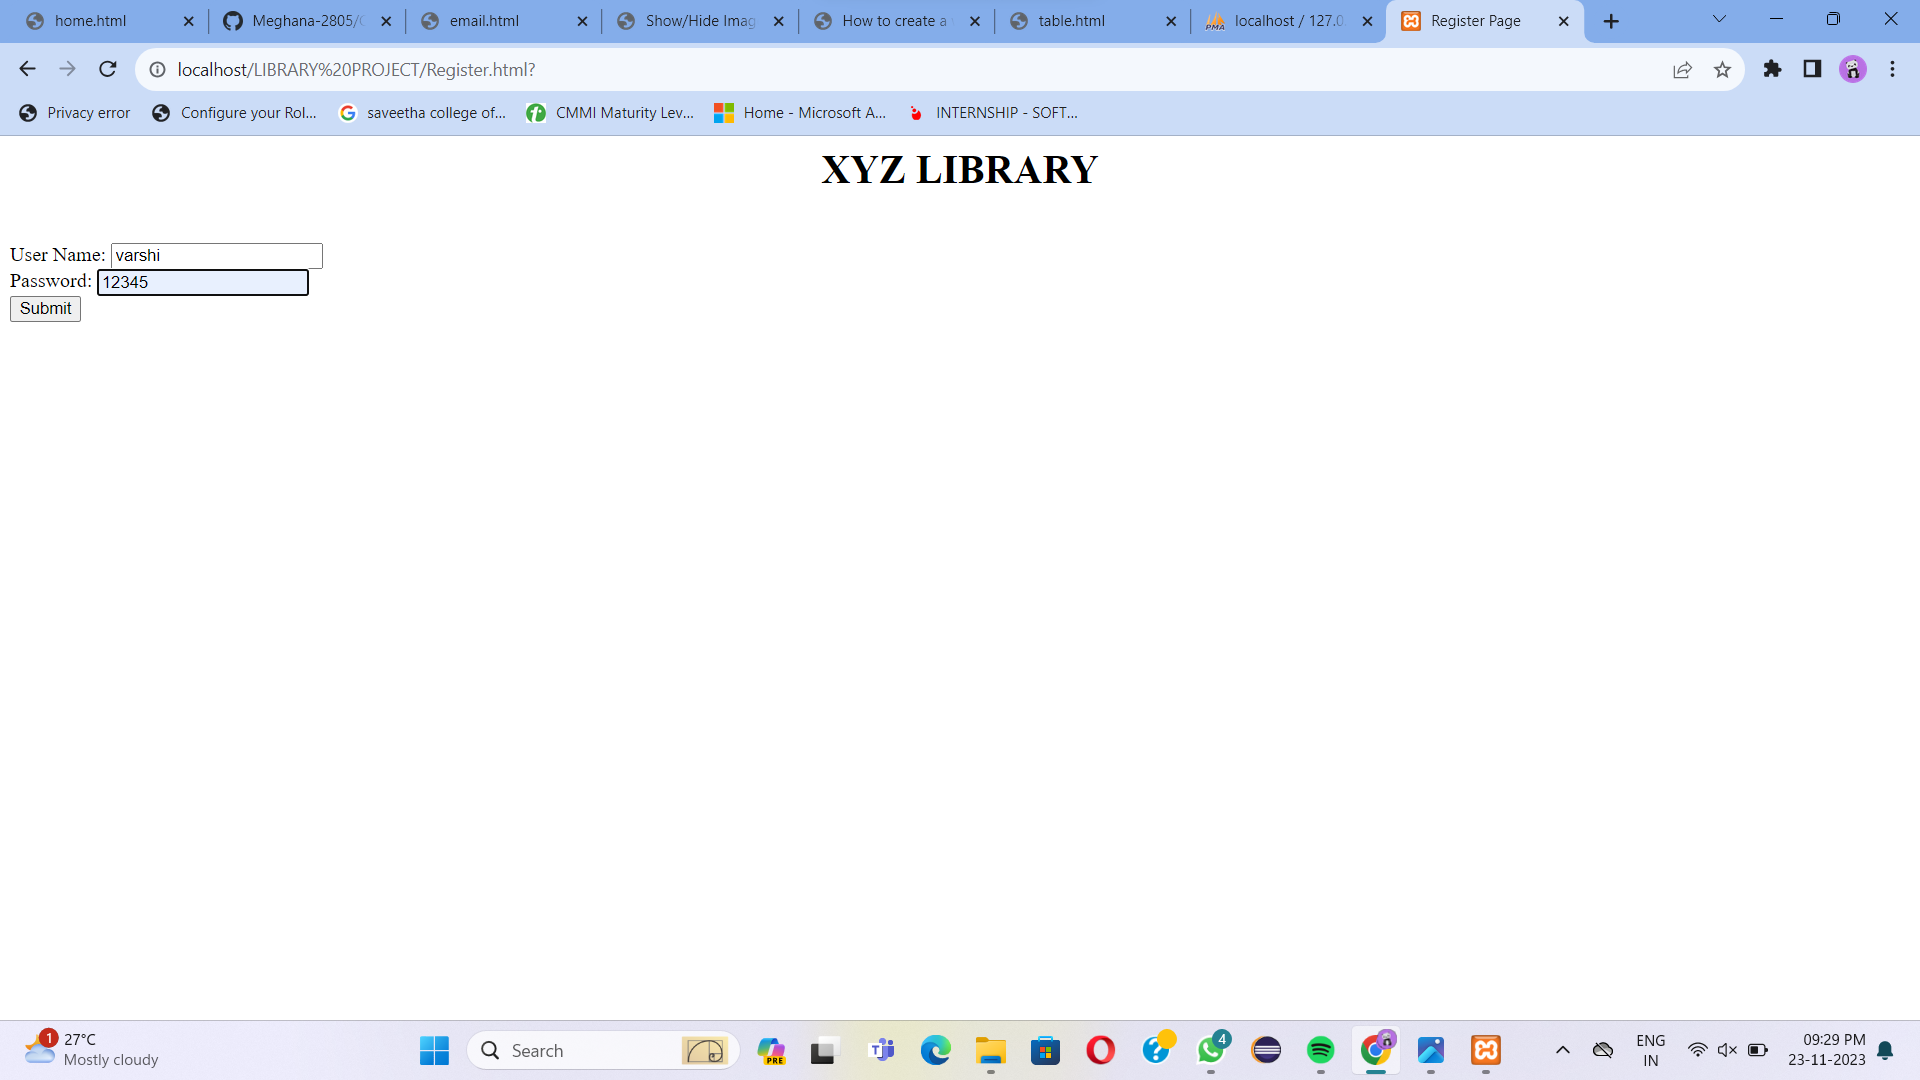 home.html
Meghana-2805/
email.html
Show/Hide Imag
How to create a
table.html
PMA
localhost / 127.0.
Register Page
localhost/LIBRARY%20PROJECT/Register.html?
Privacy error
Configure your Rol...
saveetha college of...
CMMI Maturity Lev...
Home - Microsoft A...
INTERNSHIP - SOFT...
XYZ LIBRARY
User Name: varshi
Password: 12345
Submit
1
27°C
Mostly cloudy
Search
PRE
4
ENG
IN
09:29 PM
23-11-2023